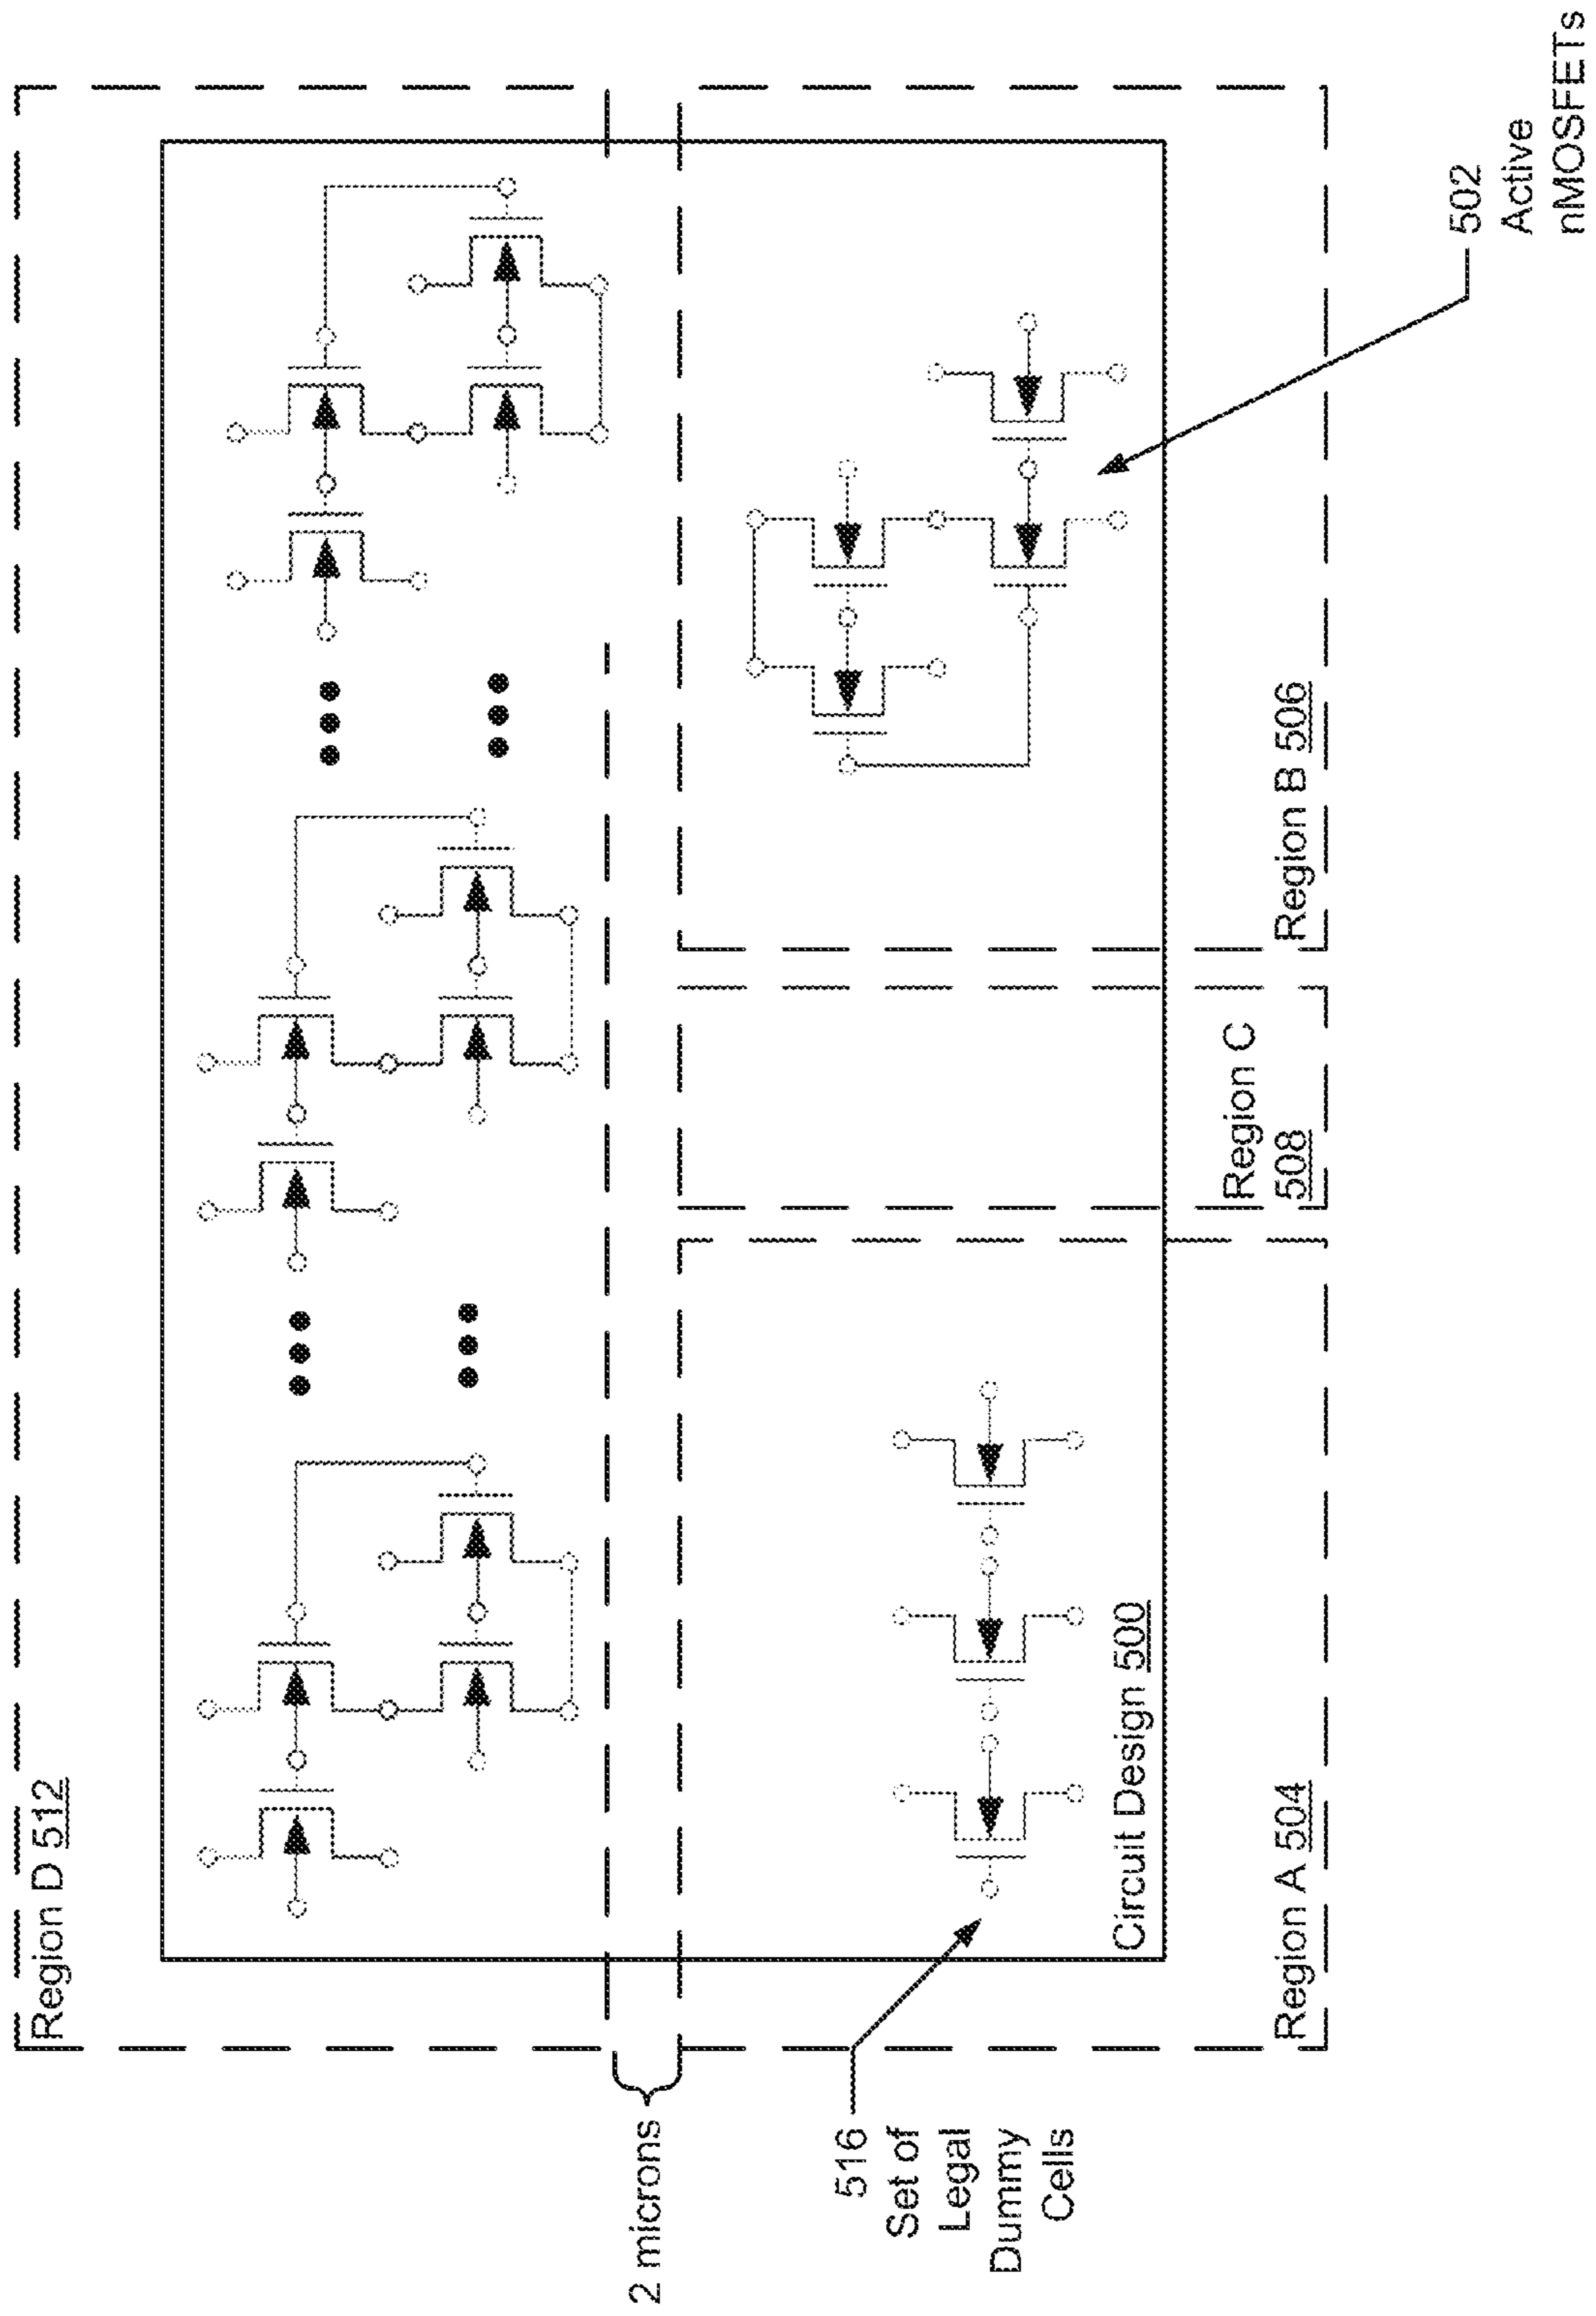 Region D 512
2 microns
516
Set of
Legal
Dummy
Cells
Circuit Design 500
Region A 504
Region C
508
Region B 506
502
Active
nMOSFETs